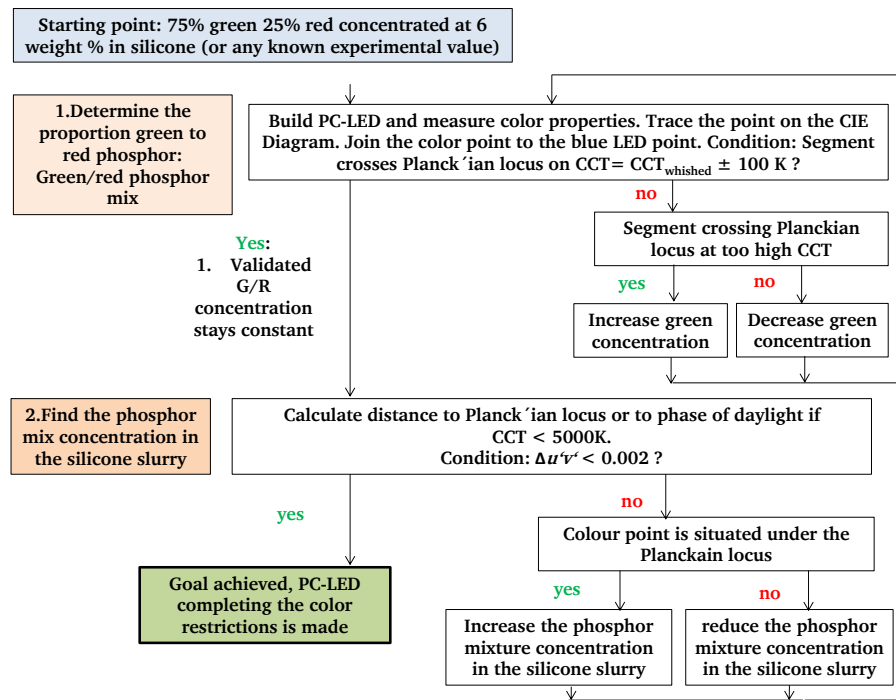 Starting point: 75% green 25% red concentrated at 6
weight % in silicone (or any known experimental value)
1.Determine the
proportion green to
red phosphor:
Green/red phosphor
mix
Build PC-LED and measure color properties. Trace the point on the CIE
Diagram. Join the color point to the blue LED point. Condition: Segment
crosses Planck´ian locus on CCT= CCTwhished ± 100 K ?
no
Segment crossing Planckian
locus at too high CCT
Yes:
1. Validated
G/R
concentration
stays constant
yes
no
Increase green
concentration
Decrease green
concentration
2.Find the phosphor
mix concentration in
the silicone slurry
Calculate distance to Planck´ian locus or to phase of daylight if
CCT < 5000K.
Condition: Δu‘v‘ < 0.002 ?
yes
no
Colour point is situated under the
Planckain locus
Goal achieved, PC-LED
completing the color
restrictions is made
yes
no
Increase the phosphor
mixture concentration
in the silicone slurry
reduce the phosphor
mixture concentration
in the silicone slurry